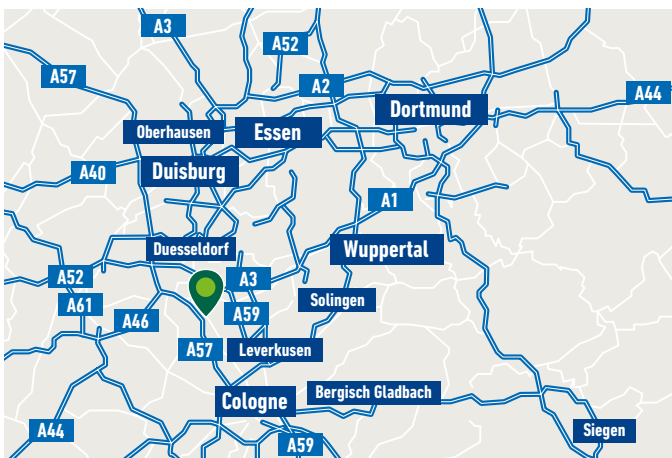 A3
A52
A57
A2
A44
Dortmund
Oberhausen
Essen
Duisburg
A40
A1
Duesseldorf
Wuppertal
A52
A3
A61
Solingen
A59
A46
A57
Leverkusen
Bergisch Gladbach
Cologne
A44
Siegen
A59